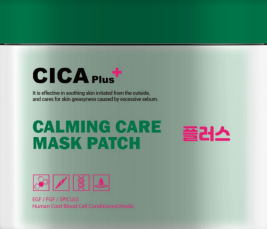 CICA Plus+
It is effective in soothing skin irritated from the outside,
and cares for skin greasyness caused by excessive sebum.
CALMING CARE
MASK PATCH
플러스
EGF / FGF / SPICULE
Human Cord Blood Cell Conditioned Media